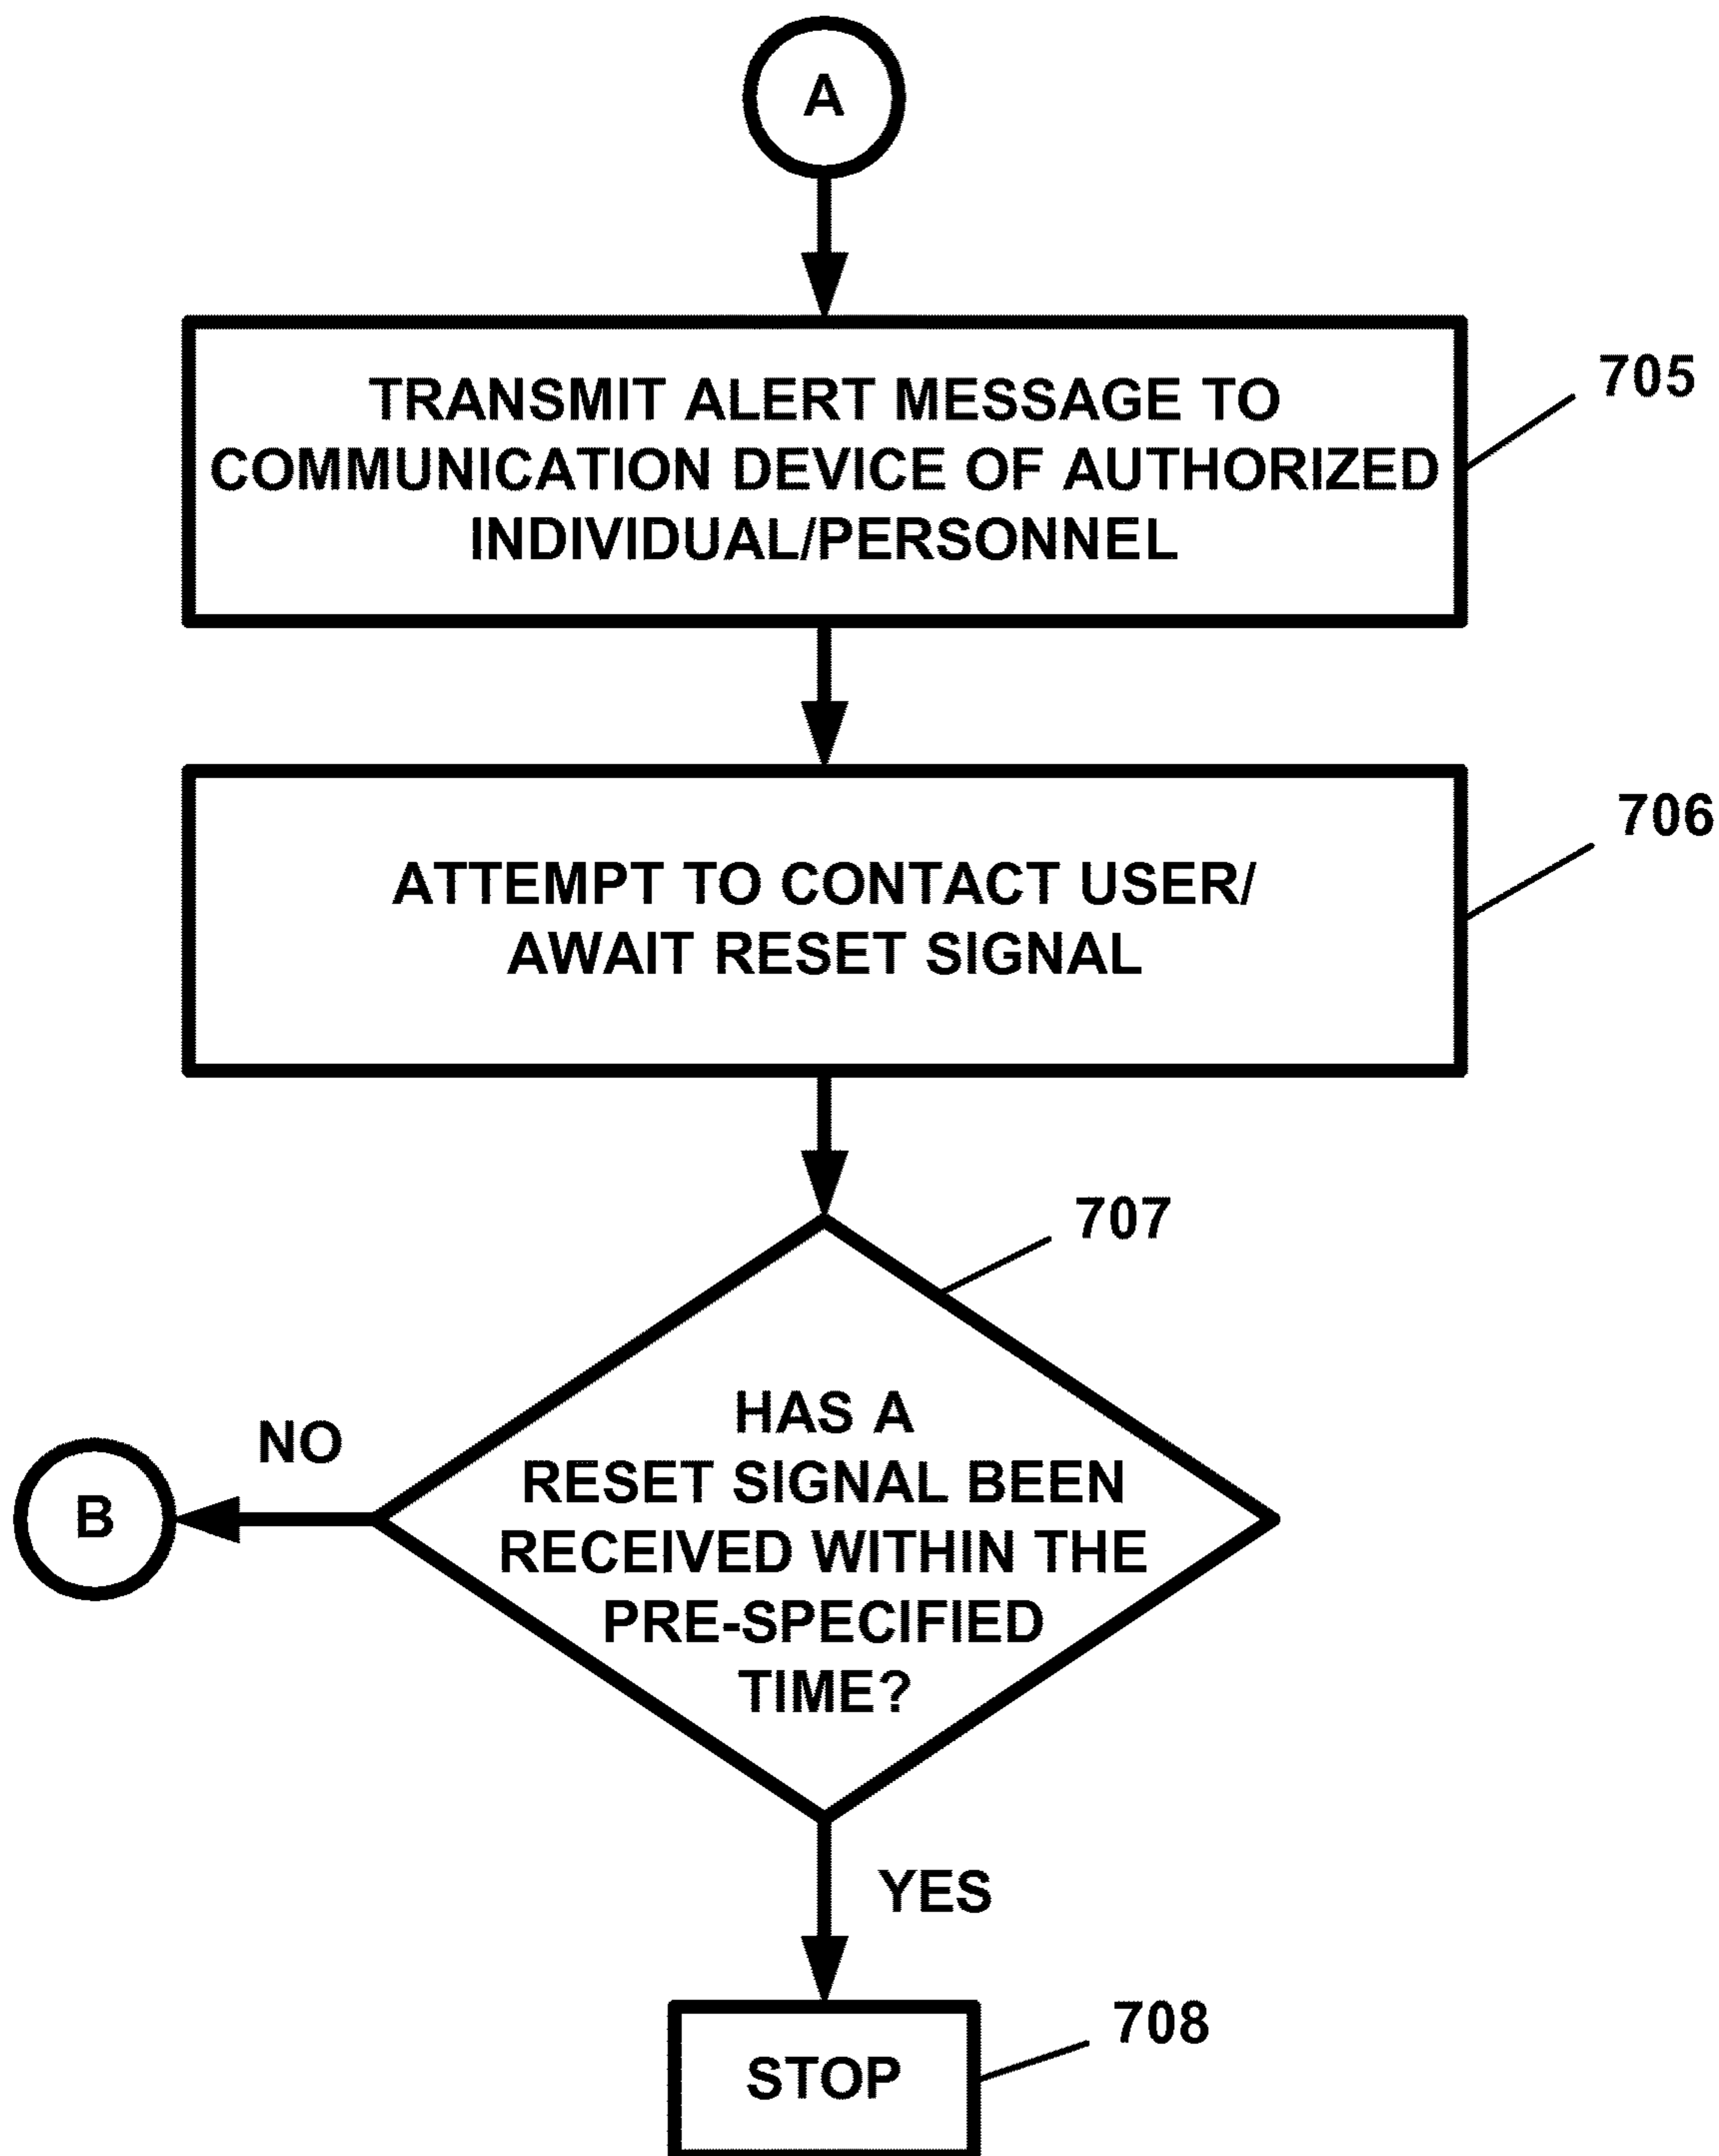 A
TRANSMIT ALERT MESSAGE TO
COMMUNICATION DEVICE OF AUTHORIZED
INDIVIDUAL/PERSONNEL
705
ATTEMPT TO CONTACT USER/
AWAIT RESET SIGNAL
706
707
HAS A
RESET SIGNAL BEEN
RECEIVED WITHIN THE
PRE-SPECIFIED
TIME?
NO
B
YES
STOP
708